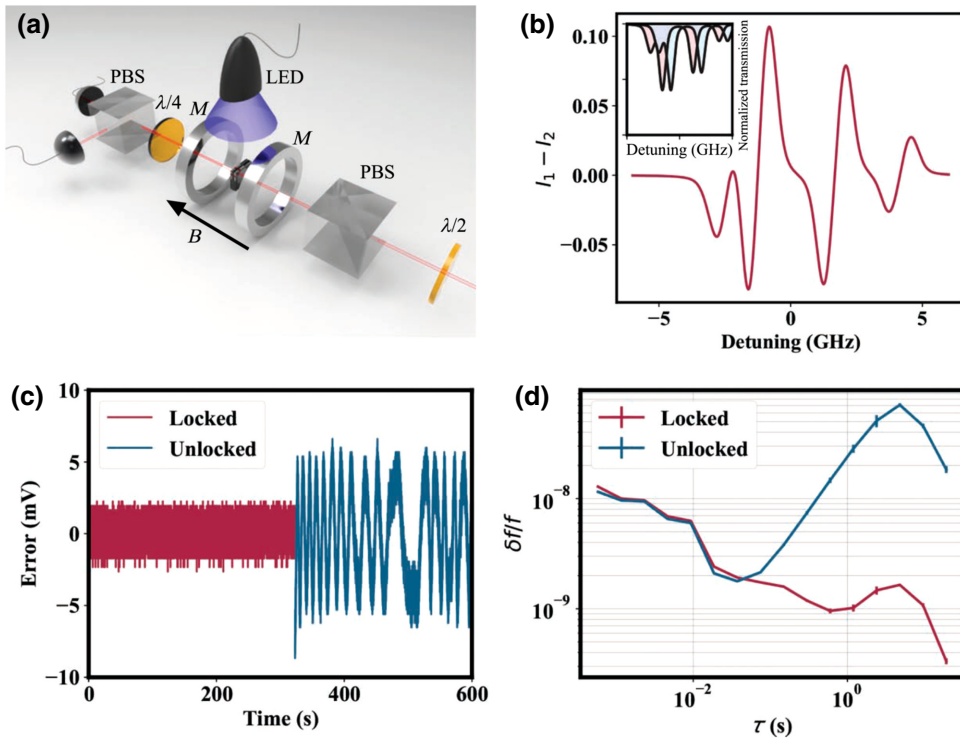 (a)
PBS
λ/4
M
LED
M
PBS
B
λ/2
(b)
I₁ − I₂
0.10
0.05
0.00
−0.05
Normalized transmission
Detuning (GHz)
−5
0
5
Detuning (GHz)
(c)
Error (mV)
10
5
0
−5
−10
Locked
Unlocked
0
200
400
600
Time (s)
(d)
δf/f
10⁻⁸
10⁻⁹
Locked
Unlocked
10⁻²
10⁰
τ (s)